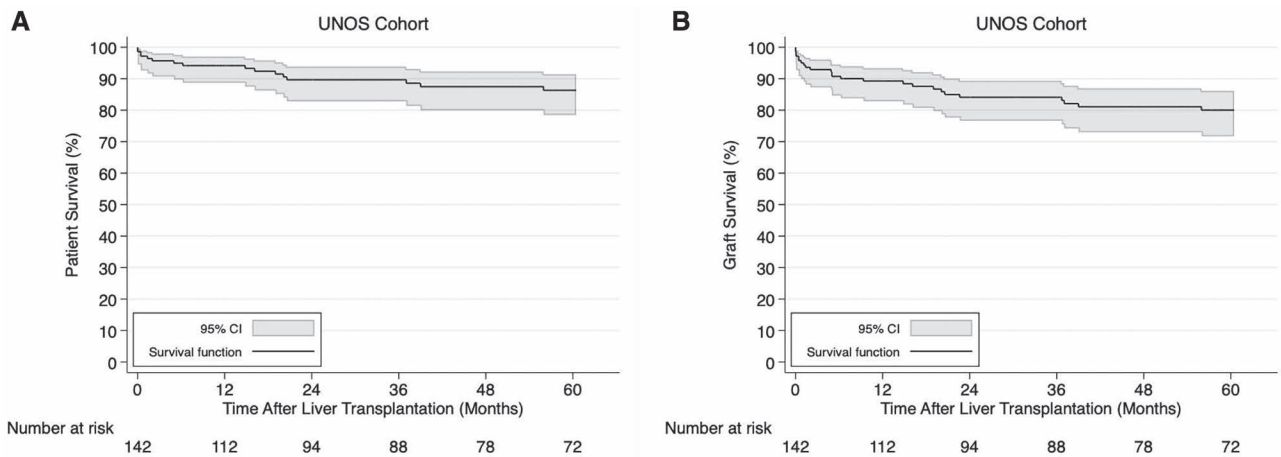 A
UNOS Cohort
Patient Survival (%)
100
90
80
70
60
50
40
30
20
10
0
95% CI
Survival function
0 12 24 36 48 60
Time After Liver Transplantation (Months)
Number at risk
142 112 94 88 78 72
B
UNOS Cohort
Graft Survival (%)
100
90
80
70
60
50
40
30
20
10
0
95% CI
Survival function
0 12 24 36 48 60
Time After Liver Transplantation (Months)
Number at risk
142 112 94 88 78 72